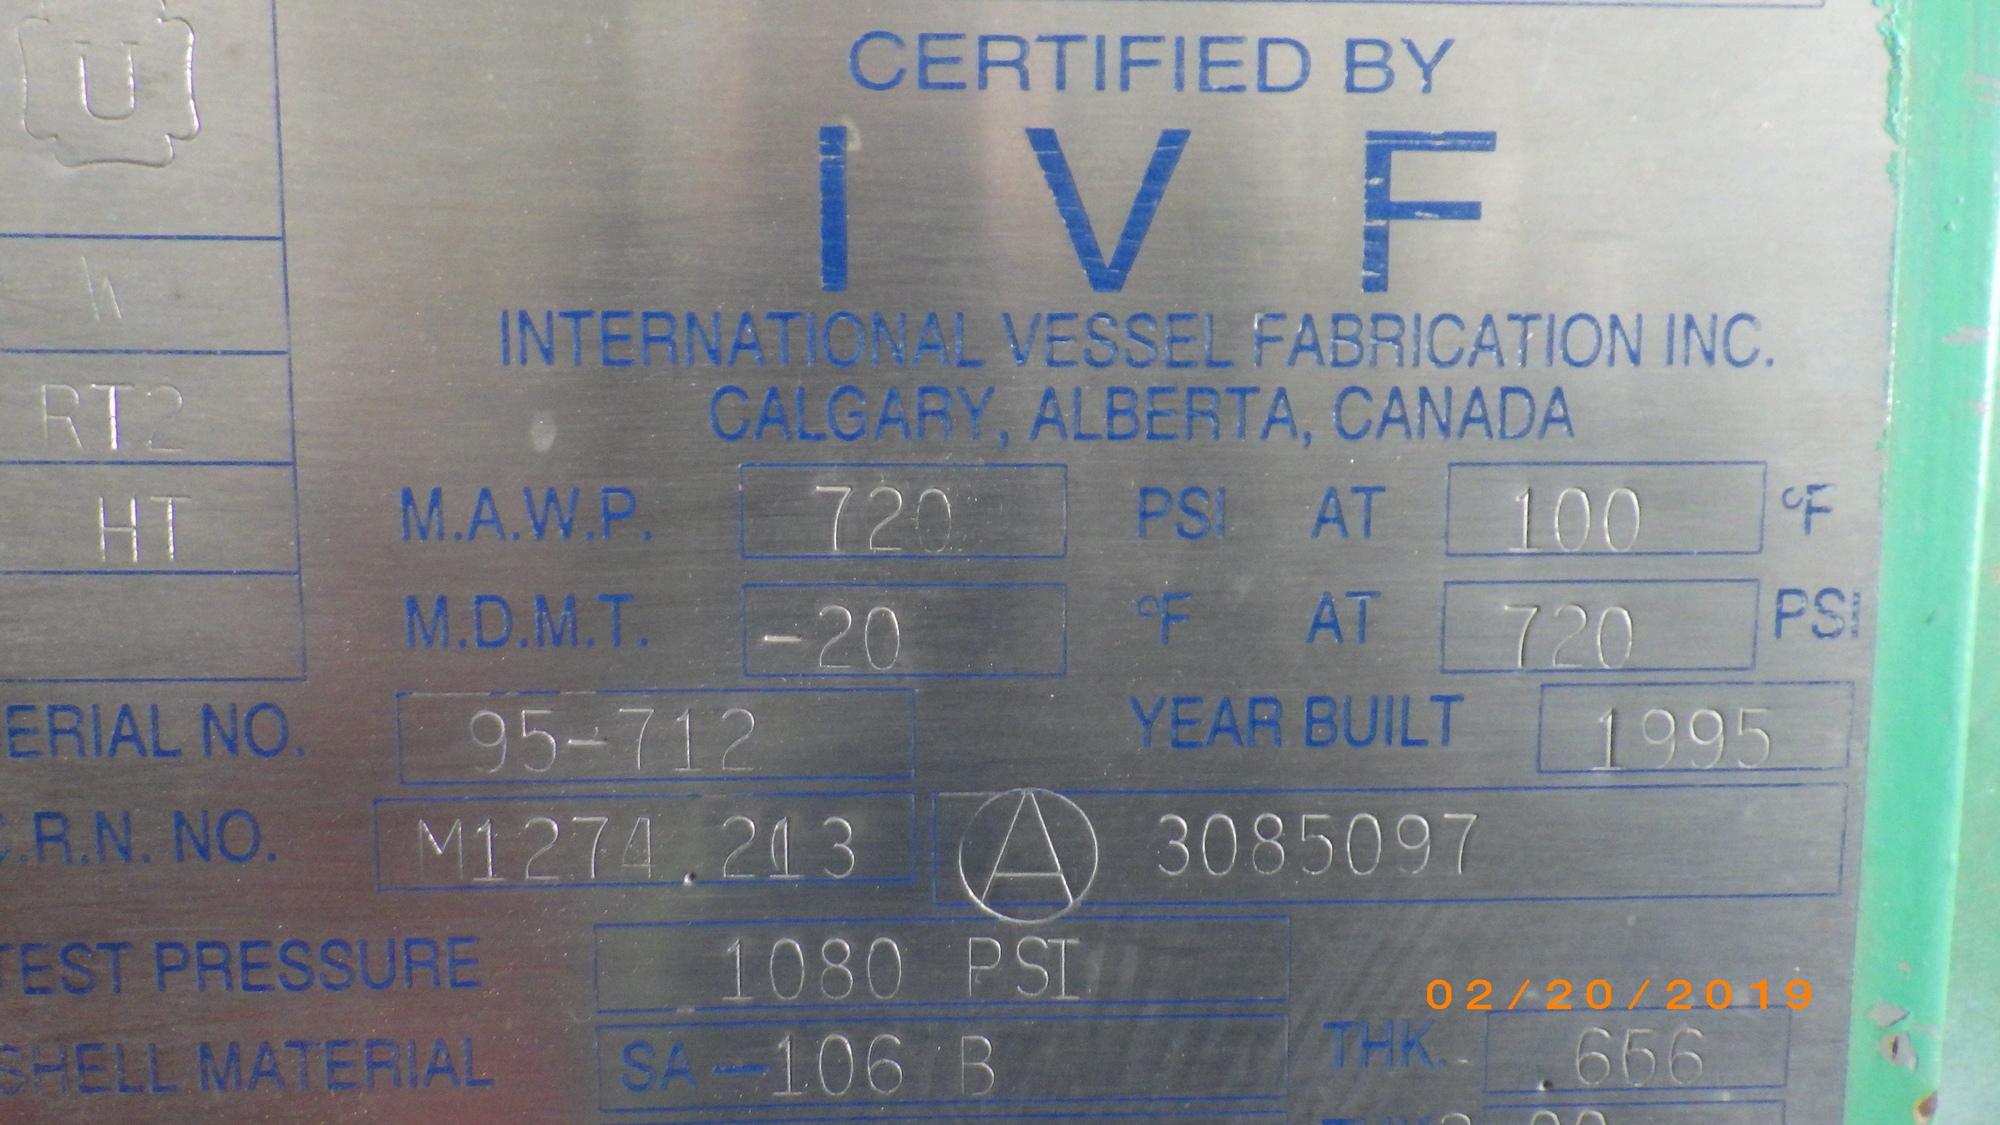 U
CERTIFIED BY
I V F
INTERNATIONAL VESSEL FABRICATION INC.
CALGARY, ALBERTA, CANADA
RT2
HT
M.A.W.P. 720 PSI AT 100 °F
M.D.M.T. -20 °F AT 720 PSI
ERIAL NO. 95-712 YEAR BUILT 1995
C.R.N. NO. M1274.213 A 3085097
TEST PRESSURE 1080 PSI
02/20/2019
SHELL MATERIAL SA-106 B THK. .656